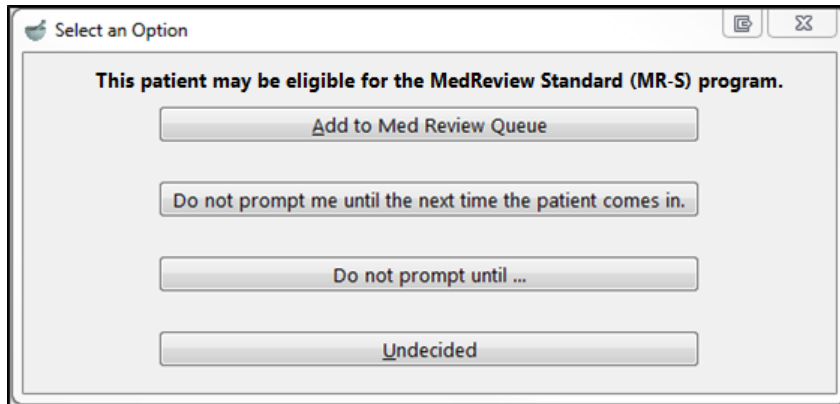 Select an Option
This patient may be eligible for the MedReview Standard (MR-S) program.
Add to Med Review Queue
Do not prompt me until the next time the patient comes in.
Do not prompt until ...
Undecided